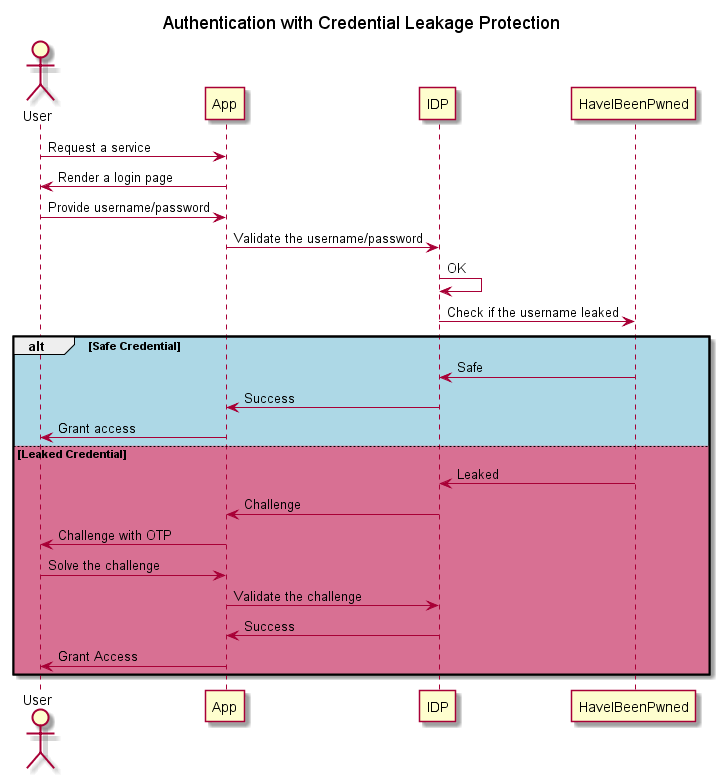 Authentication with Credential Leakage Protection
User
App
IDP
HaveIBeenPwned
Request a service
Render a login page
Provide username/password
Validate the username/password
OK
Check if the username leaked
alt [Safe Credential]
Safe
Success
Grant access
[Leaked Credential]
Leaked
Challenge
Challenge with OTP
Solve the challenge
Validate the challenge
Success
Grant Access
User
App
IDP
HaveIBeenPwned